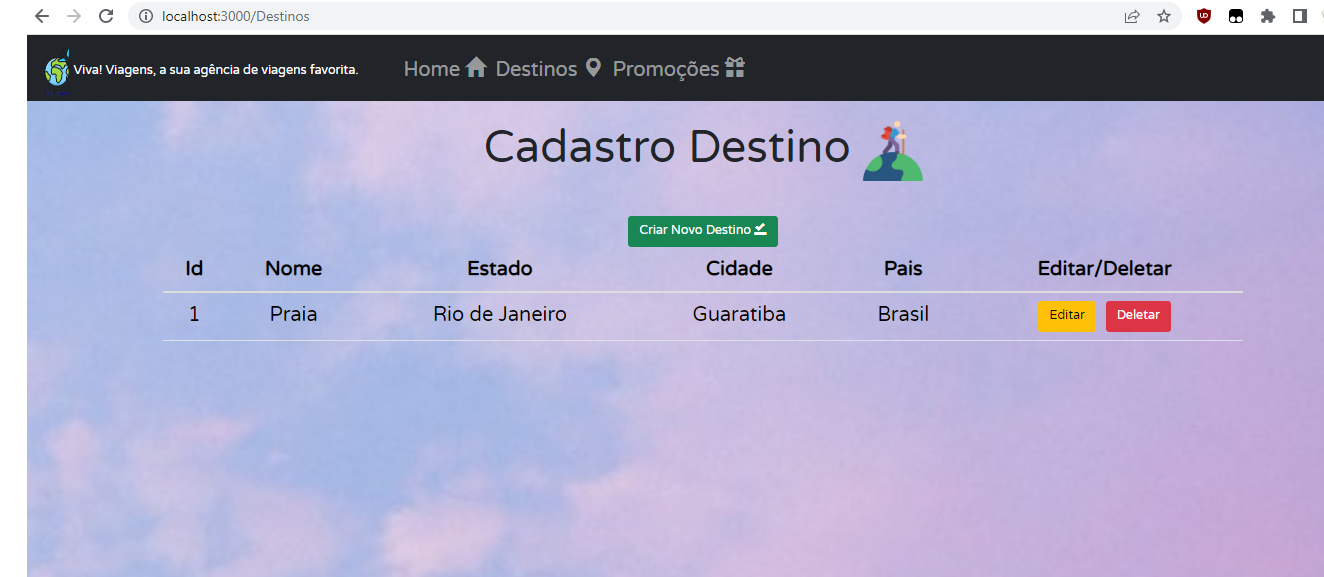 localhost:3000/Destinos
Viva! Viagens, a sua agência de viagens favorita. Home Destinos Promoções
Cadastro Destino
Criar Novo Destino
Id Nome Estado Cidade Pais Editar/Deletar
1 Praia Rio de Janeiro Guaratiba Brasil Editar Deletar